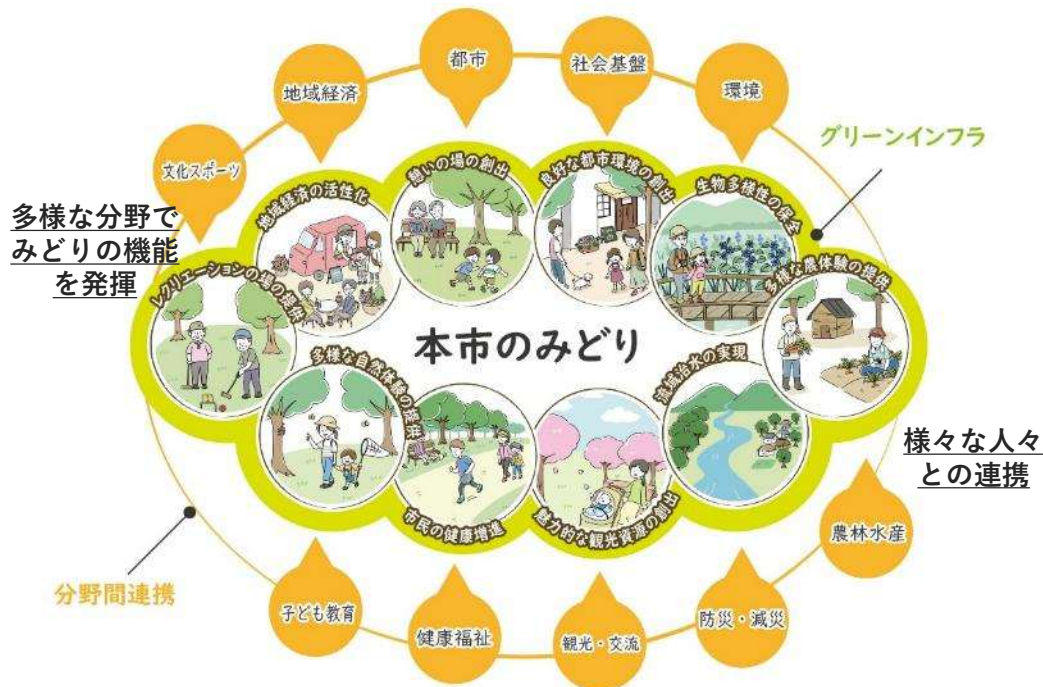 都市
社会基盤
地域経済
環境
グリーンインフラ
文化スポーツ
憩いの場の創出
良好な都市環境の創出
地域経済の活性化
生物多様性の保全
多様な分野で
みどりの機能
を発揮
レクリエーションの場の提供
多様な農体験の提供
本市のみどり
多様な自然体験の提供
流域治水の実現
市民の健康増進
魅力的な観光資源の創出
様々な人々
との連携
農林水産
分野間連携
子ども教育
健康福祉
観光・交流
防災・減災